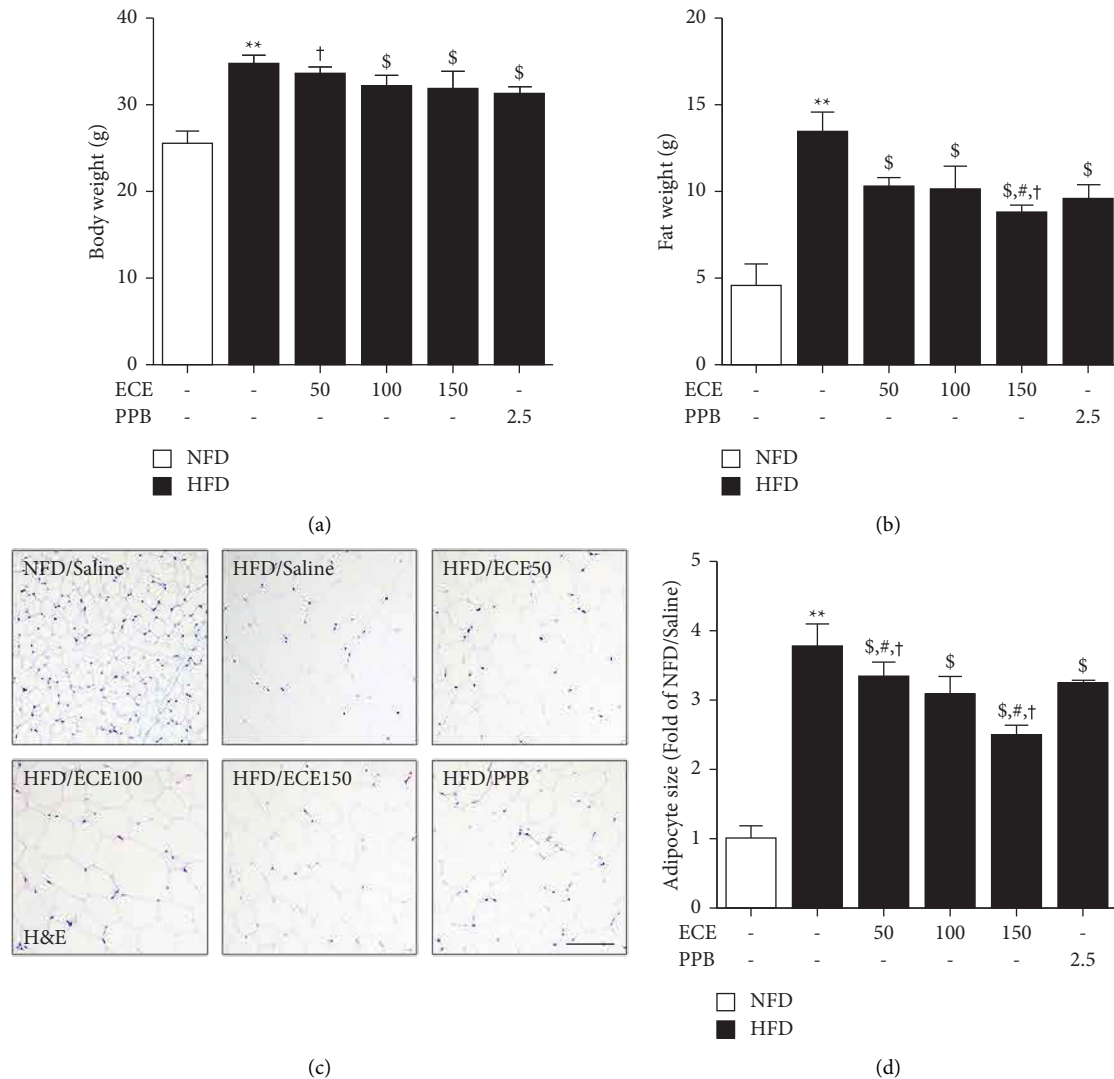 Body weight (g)
40
30
20
10
0
**
†
$
$
$
ECE - - 50 100 150 -
PPB - - - - - 2.5
NFD
HFD
(a)
Fat weight (g)
20
15
10
5
0
**
$
$
$,#,†
$
ECE - - 50 100 150 -
PPB - - - - - 2.5
NFD
HFD
(b)
NFD/Saline HFD/Saline HFD/ECE50
HFD/ECE100 HFD/ECE150 HFD/PPB
H&E
(c)
Adipocyte size (Fold of NFD/Saline)
5
4
3
2
1
0
**
$,#,†
$
$,#,†
$
ECE - - 50 100 150 -
PPB - - - - - 2.5
NFD
HFD
(d)